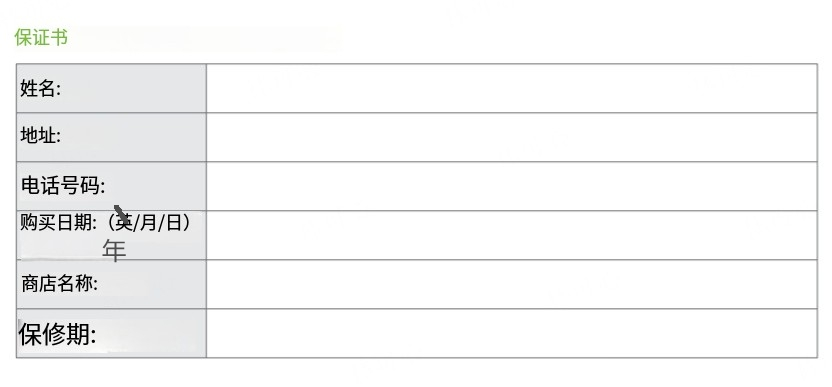 保证书
姓名:
地址:
电话号码:
购买日期:（英/月/日）
年
商店名称:
保修期: